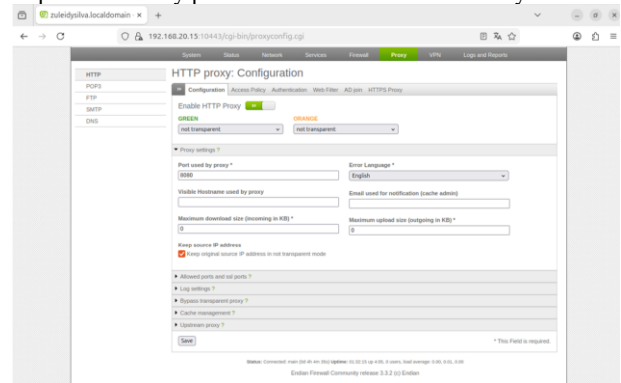 zuleidysilva.localdomain
192.168.20.15:10443/cgi-bin/proxyconfig.cgi
System Status Network Services Firewall Proxy VPN Logs and Reports
HTTP
POP3
FTP
SMTP
DNS
HTTP proxy: Configuration
Configuration Access Policy Authentication Web Filter AD join HTTPS Proxy
Enable HTTP Proxy
GREEN ORANGE
not transparent not transparent
Proxy settings ?
Port used by proxy * Error Language *
8080 English
Visible Hostname used by proxy Email used for notification (cache admin)
Maximum download size (incoming in KB) * Maximum upload size (outgoing in KB) *
0 0
Keep source IP address
Keep original source IP address in not transparent mode
Allowed ports and ssl ports ?
Log settings ?
Bypass transparent proxy ?
Cache management ?
Upstream proxy ?
Save * This Field is required.
Status: Connected: main
Endian Firewall Community release 3.3.2 (c) Endian